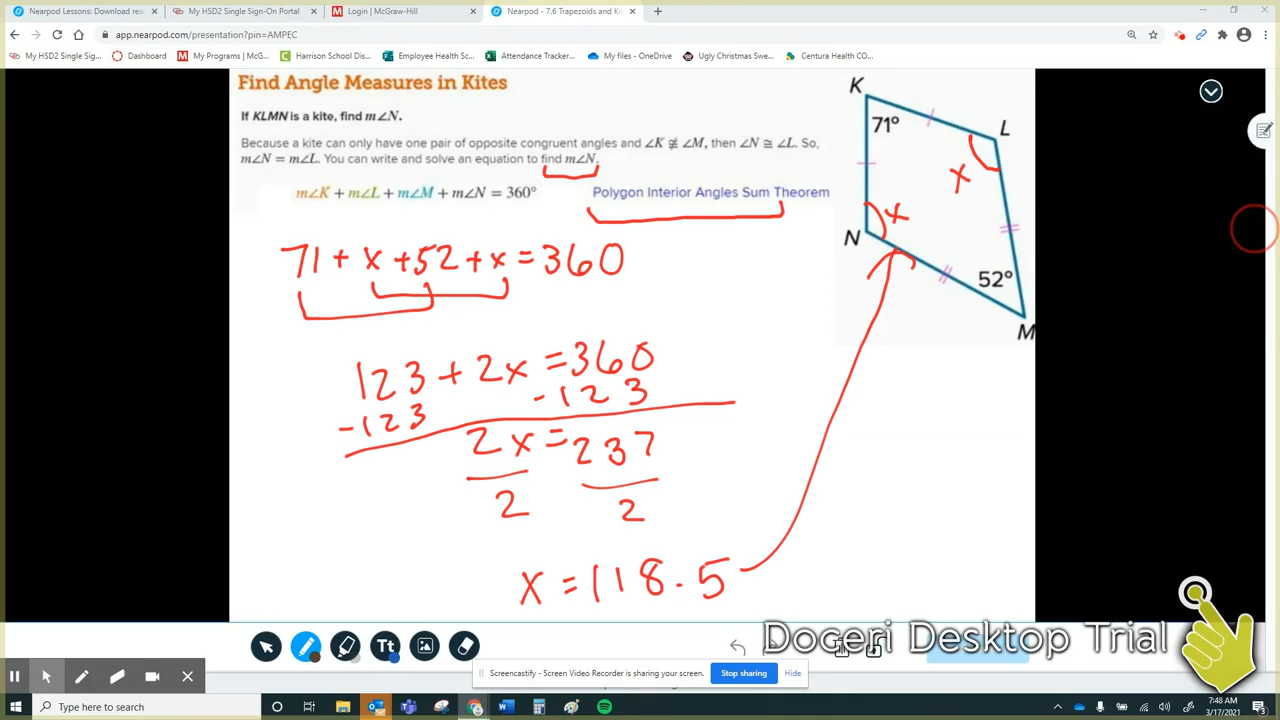 Nearpod Lessons: Download rea
My HSD2 Single Sign-On Portal
Login | McGraw-Hill
Nearpod - 7.6 Trapezoids and Ki
app.nearpod.com/presentation?pin=AMPEC
My HSD2 Single Sig...
Dashboard
My Programs | McG...
Harrison School Dis...
Employee Health Sc...
Attendance Tracker...
My files - OneDrive
Ugly Christmas Swe...
Centura Health CO...
Find Angle Measures in Kites
If KLMN is a kite, find m∠N.
Because a kite can only have one pair of opposite congruent angles and ∠K ≇ ∠M, then ∠N ≅ ∠L. So,
m∠N = m∠L. You can write and solve an equation to find m∠N.
m∠K + m∠L + m∠M + m∠N = 360°
Polygon Interior Angles Sum Theorem
K
71°
L
x
N
x
52°
M
71 + x + 52 + x = 360
123 + 2x = 360
-123 -123
2x = 237
2 2
x = 118.5
Doceri Desktop Trial
Tt
Screencastify - Screen Video Recorder is sharing your screen.
Stop sharing
Hide
Type here to search
7:48 AM
3/17/2021